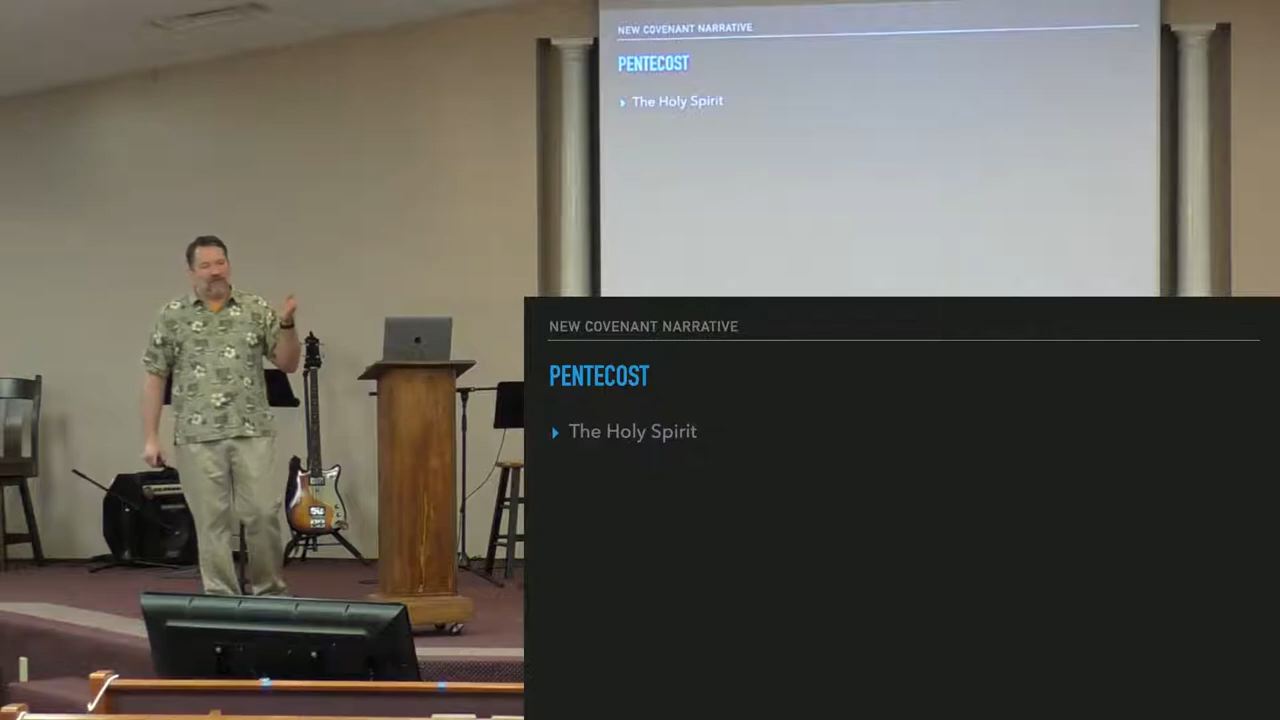 NEW COVENANT NARRATIVE
PENTECOST
The Holy Spirit
NEW COVENANT NARRATIVE
PENTECOST
The Holy Spirit